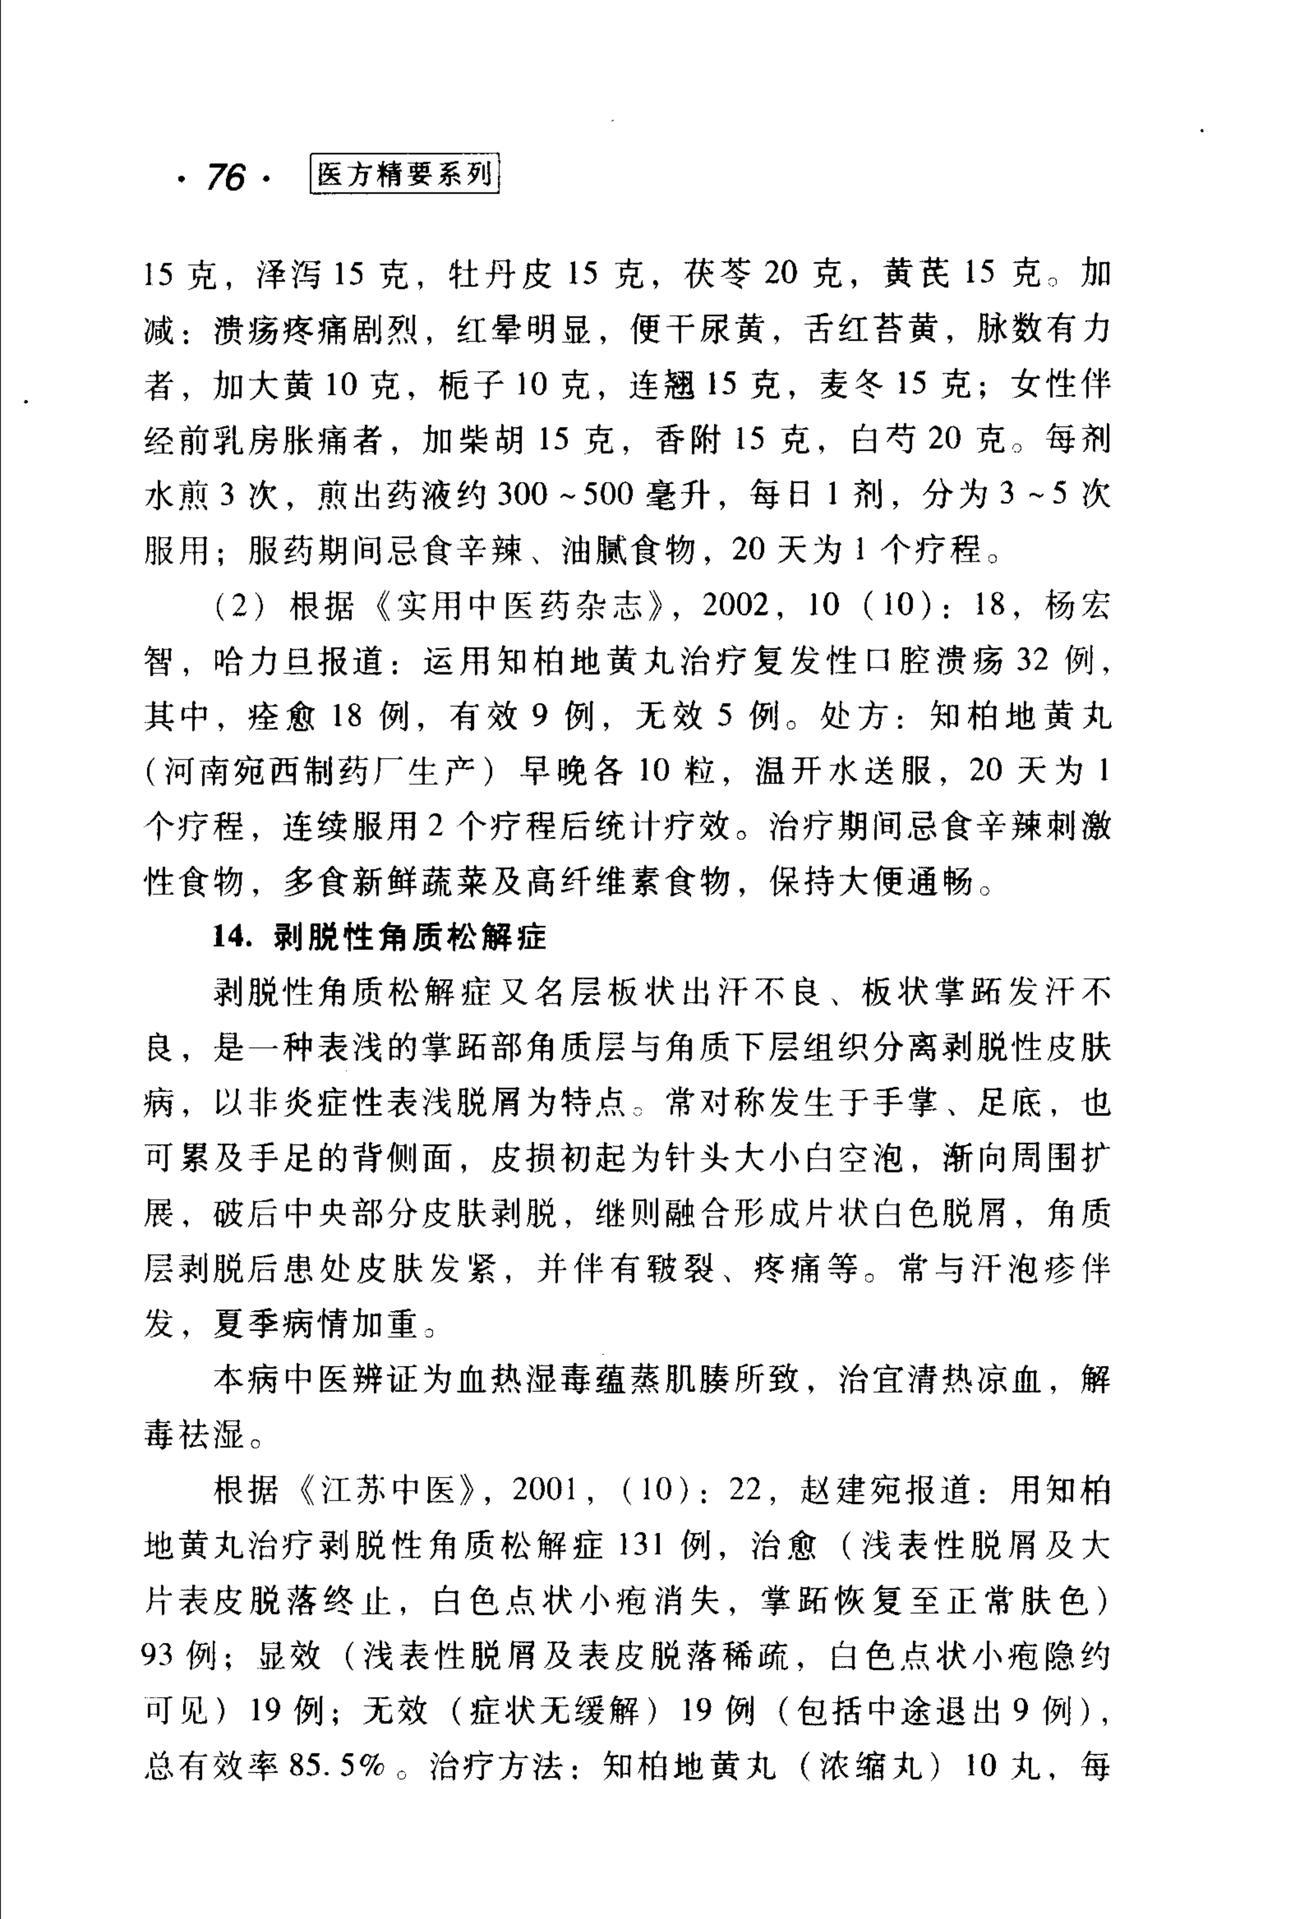 · 76 · 医方精要系列
15 克，泽泻 15 克，牡丹皮 15 克，茯苓 20 克，黄芪 15 克。加
减：溃疡疼痛剧烈，红晕明显，便干尿黄，舌红苔黄，脉数有力
者，加大黄 10 克，栀子 10 克，连翘 15 克，麦冬 15 克；女性伴
经前乳房胀痛者，加柴胡 15 克，香附 15 克，白芍 20 克。每剂
水煎 3 次，煎出药液约 300～500 毫升，每日 1 剂，分为 3～5 次
服用；服药期间忌食辛辣、油腻食物，20 天为 1 个疗程。
（2）根据《实用中医药杂志》，2002，10（10）：18，杨宏
智，哈力旦报道：运用知柏地黄丸治疗复发性口腔溃疡 32 例，
其中，痊愈 18 例，有效 9 例，无效 5 例。处方：知柏地黄丸
（河南宛西制药厂生产）早晚各 10 粒，温开水送服，20 天为 1
个疗程，连续服用 2 个疗程后统计疗效。治疗期间忌食辛辣刺激
性食物，多食新鲜蔬菜及高纤维素食物，保持大便通畅。
14. 剥脱性角质松解症
剥脱性角质松解症又名层板状出汗不良、板状掌跖发汗不
良，是一种表浅的掌跖部角质层与角质下层组织分离剥脱性皮肤
病，以非炎症性表浅脱屑为特点。常对称发生于手掌、足底，也
可累及手足的背侧面，皮损初起为针头大小白空泡，渐向周围扩
展，破后中央部分皮肤剥脱，继则融合形成片状白色脱屑，角质
层剥脱后患处皮肤发紧，并伴有皲裂、疼痛等。常与汗泡疹伴
发，夏季病情加重。
本病中医辨证为血热湿毒蕴蒸肌腠所致，治宜清热凉血，解
毒祛湿。
根据《江苏中医》，2001，（10）：22，赵建宛报道：用知柏
地黄丸治疗剥脱性角质松解症 131 例，治愈（浅表性脱屑及大
片表皮脱落终止，白色点状小疱消失，掌跖恢复至正常肤色）
93 例；显效（浅表性脱屑及表皮脱落稀疏，白色点状小疱隐约
可见）19 例；无效（症状无缓解）19 例（包括中途退出 9 例），
总有效率 85.5%。治疗方法：知柏地黄丸（浓缩丸）10 丸，每